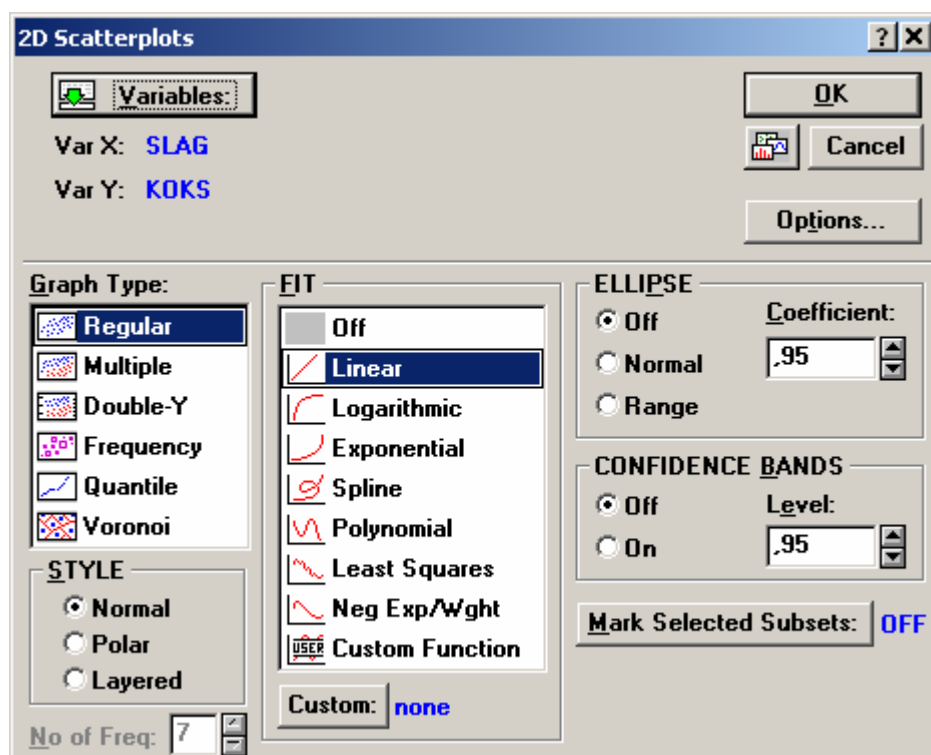 2D Scatterplots
Variables:
Var X: SLAG
Var Y: KOKS
OK
Cancel
Options...
Graph Type:
Regular
Multiple
Double-Y
Frequency
Quantile
Voronoi
STYLE
Normal
Polar
Layered
No of Freq: 7
FIT
Off
Linear
Logarithmic
Exponential
Spline
Polynomial
Least Squares
Neg Exp/Wght
USER Custom Function
Custom: none
ELLIPSE
Off
Normal
Range
Coefficient:
,95
CONFIDENCE BANDS
Off
On
Level:
,95
Mark Selected Subsets: OFF